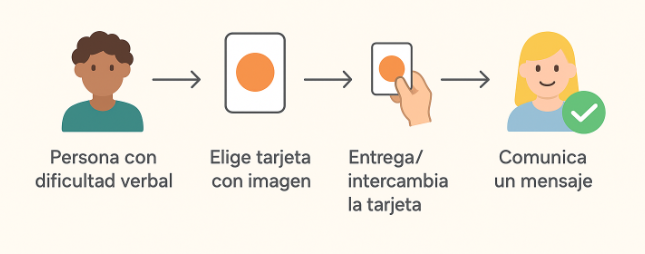 Persona con
dificultad verbal
Elige tarjeta
con imagen
Entrega/
intercambia
la tarjeta
Comunica
un mensaje